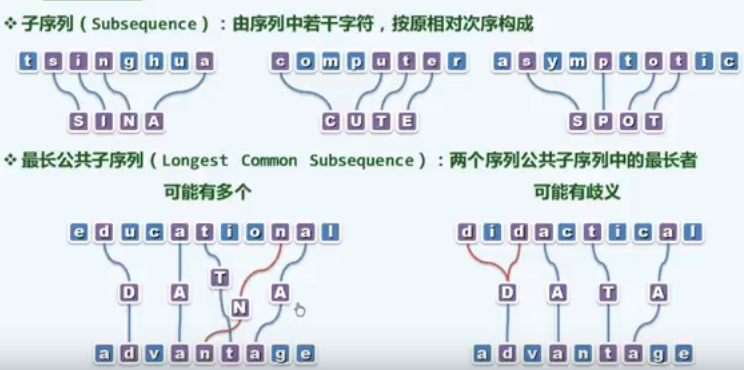 ❖ 子序列 ( Subsequence ) : 由序列中若干字符，按原相对次序构成
t s i n g h u a c o m p u t e r a s y m p t o t i c
S I N A C U T E S P O T
❖ 最长公共子序列 ( Longest Common Subsequence ) : 两个序列公共子序列中的最长者
可能有多个 可能有歧义
e d u c a t i o n a l d i d a c t i c a l
T
D A N A D A T A
a d v a n t a g e a d v a n t a g e